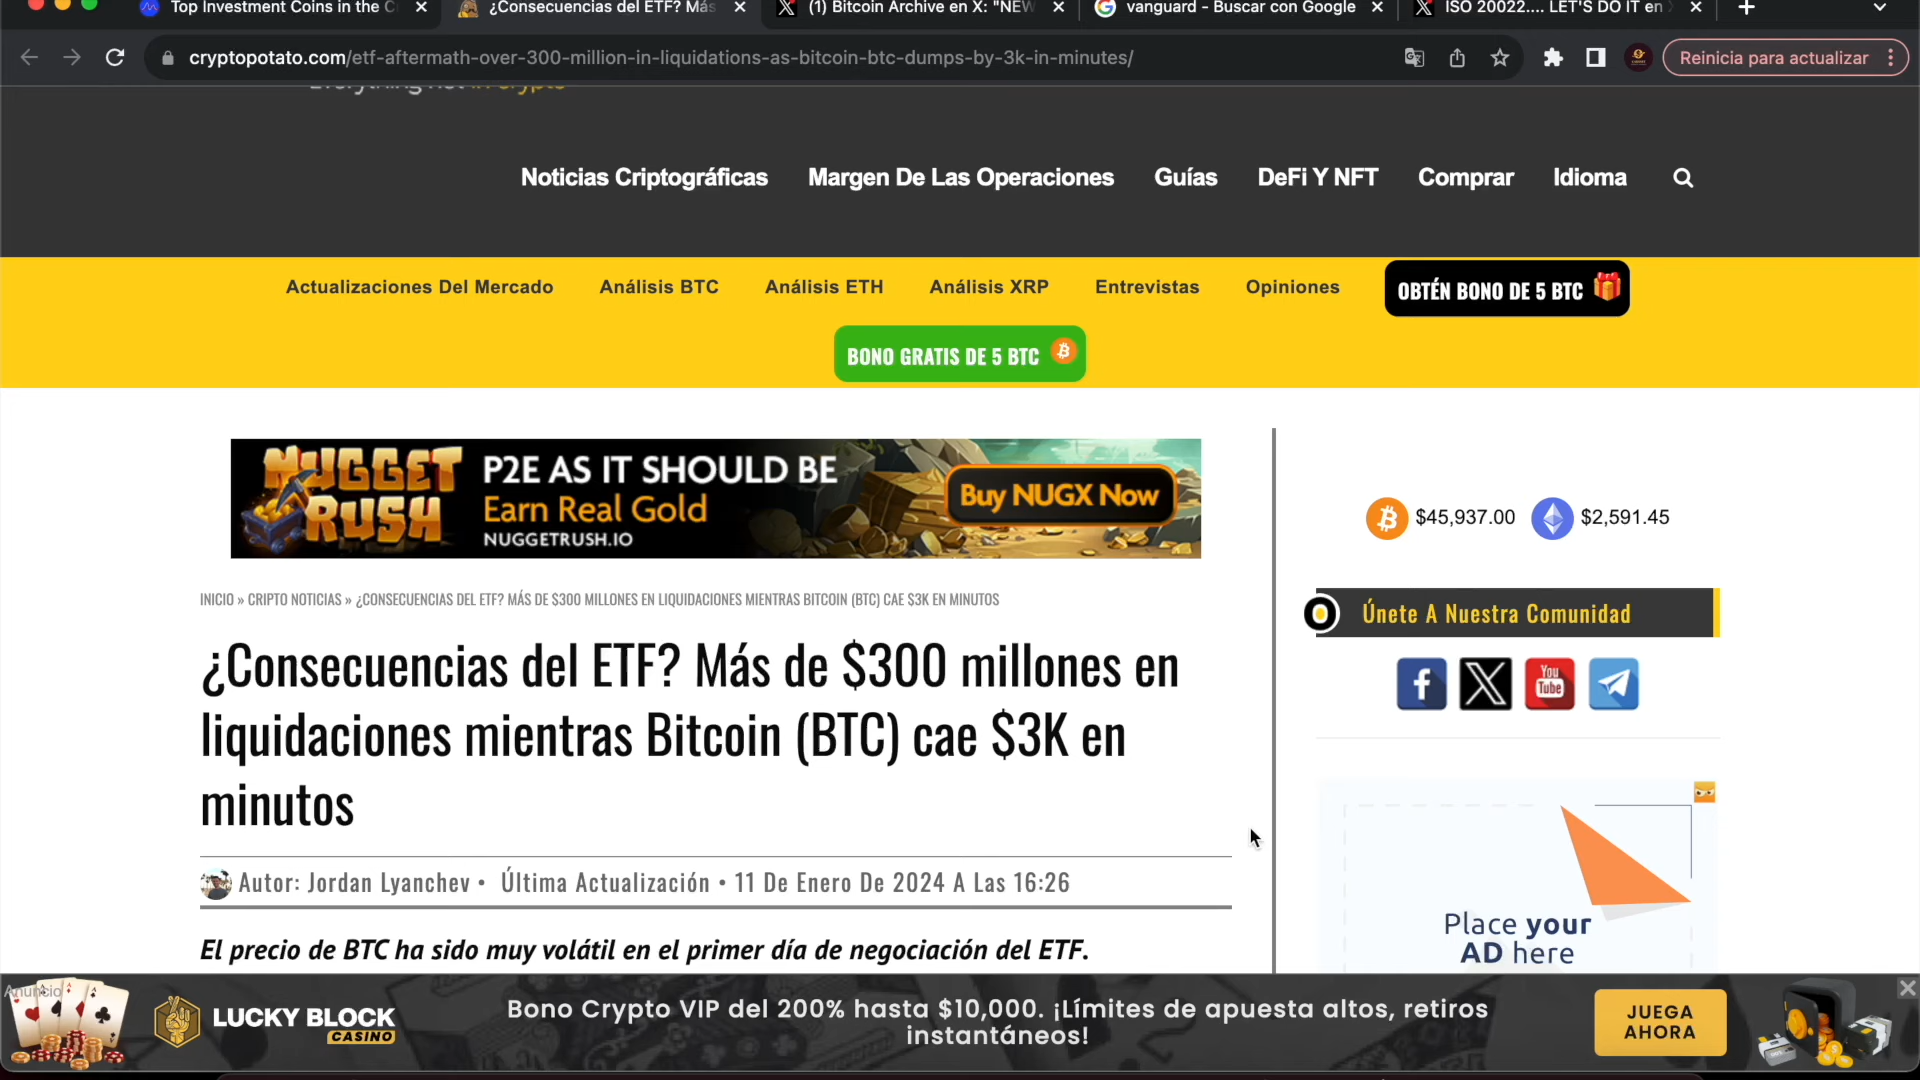 Top Investment Coins in the C
¿Consecuencias del ETF? Más
(1) Bitcoin Archive en X: "NEW
vanguard - Buscar con Google
ISO 20022.... LET'S DO IT en
cryptopotato.com/etf-aftermath-over-300-million-in-liquidations-as-bitcoin-btc-dumps-by-3k-in-minutes/
Reinicia para actualizar
Noticias Criptográficas
Margen De Las Operaciones
Guías
DeFi Y NFT
Comprar
Idioma
Actualizaciones Del Mercado
Análisis BTC
Análisis ETH
Análisis XRP
Entrevistas
Opiniones
OBTÉN BONO DE 5 BTC
BONO GRATIS DE 5 BTC
NUGGET
RUSH
P2E AS IT SHOULD BE
Earn Real Gold
NUGGETRUSH.IO
Buy NUGX Now
$45,937.00
$2,591.45
INICIO » CRIPTO NOTICIAS » ¿CONSECUENCIAS DEL ETF? MÁS DE $300 MILLONES EN LIQUIDACIONES MIENTRAS BITCOIN (BTC) CAE $3K EN MINUTOS
Únete A Nuestra Comunidad
You
Tube
¿Consecuencias del ETF? Más de $300 millones en
liquidaciones mientras Bitcoin (BTC) cae $3K en
minutos
Autor: Jordan Lyanchev • Última Actualización • 11 De Enero De 2024 A Las 16:26
El precio de BTC ha sido muy volátil en el primer día de negociación del ETF.
Place your
AD here
Anuncio
LUCKY BLOCK
CASINO
Bono Crypto VIP del 200% hasta $10,000. ¡Límites de apuesta altos, retiros
instantáneos!
JUEGA
AHORA